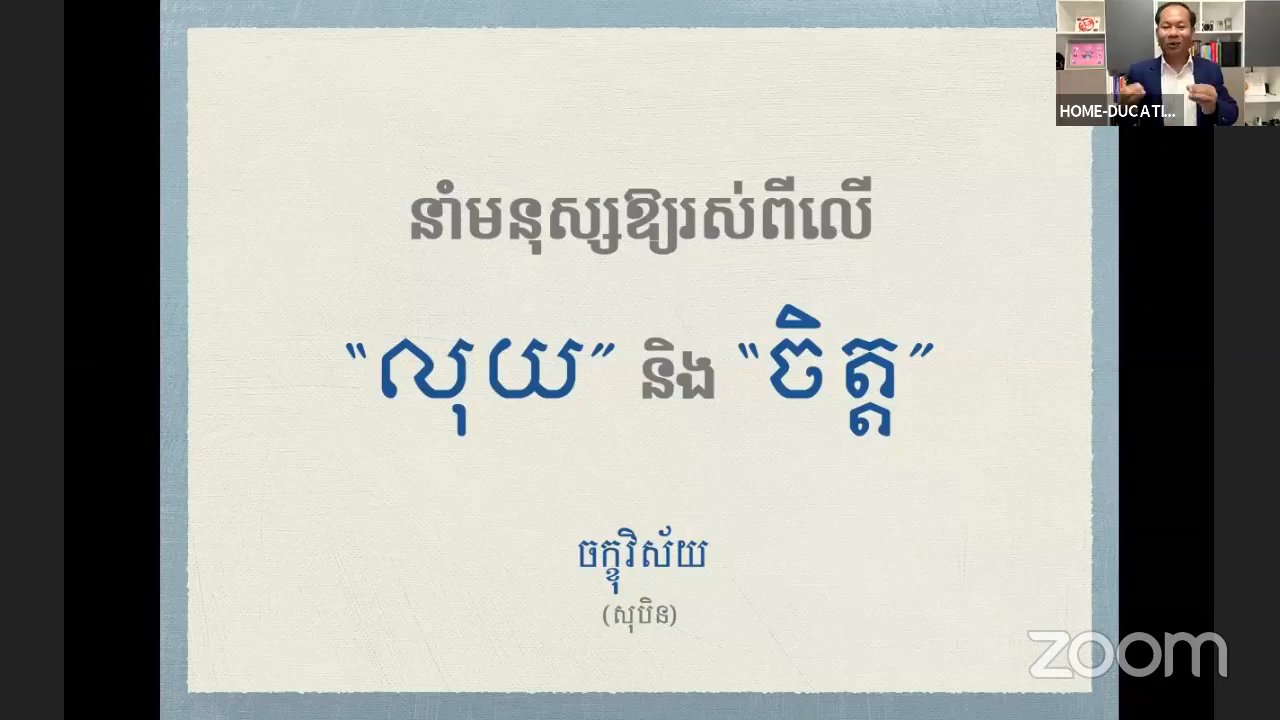 HOME-DUCATI...
នាំមនុស្សឱ្យរស់ពីលើ
“លុយ” និង “ចិត្ត”
ចក្ខុវិស័យ
(សុបិន)
zoom